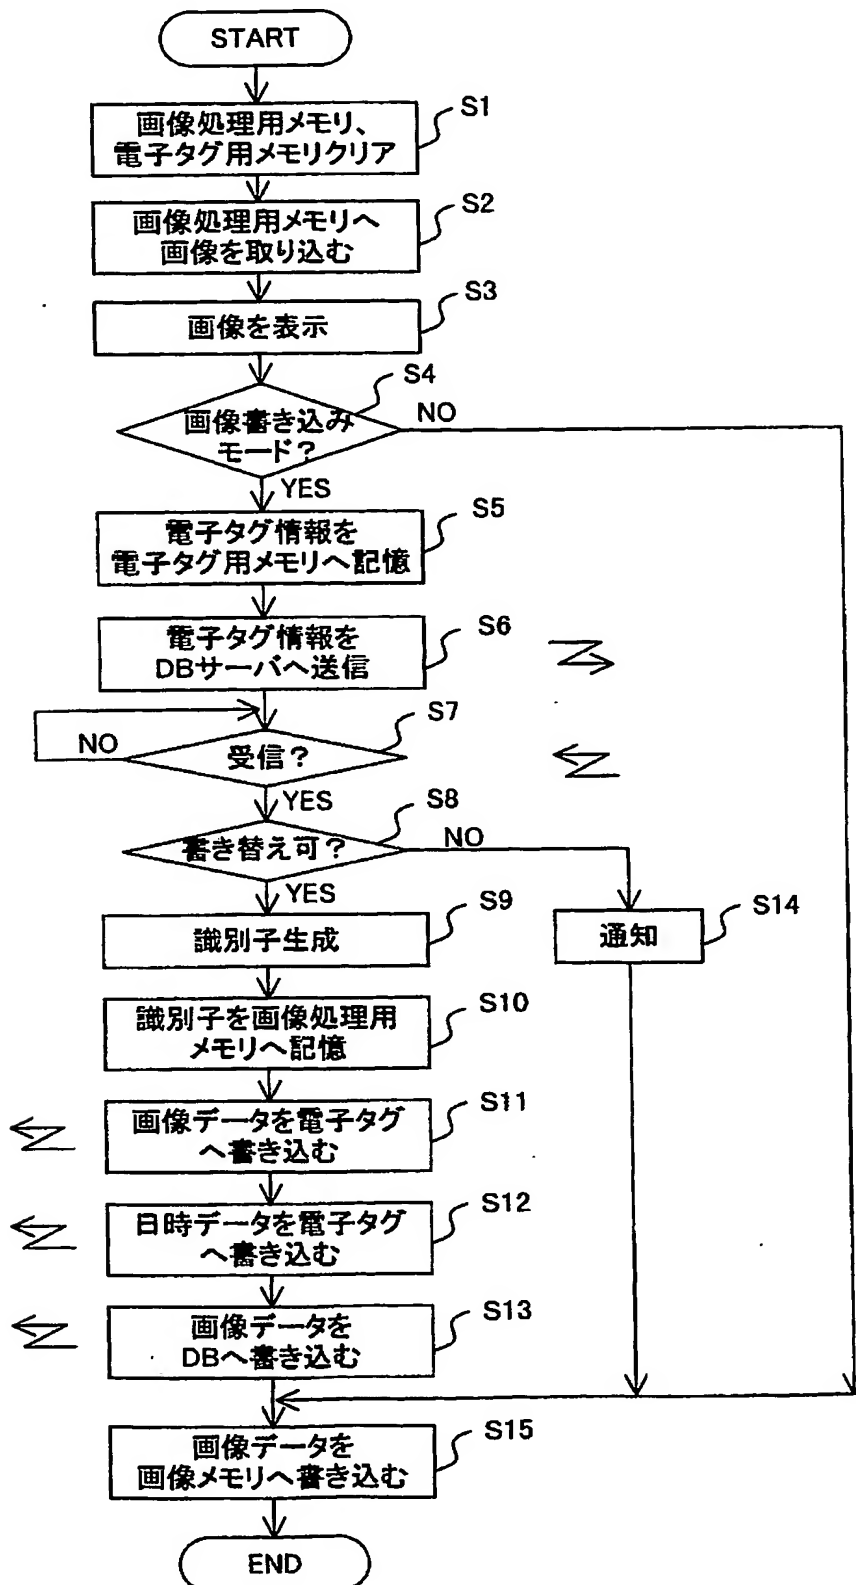 START
S1
画像処理用メモリ、
電子タグ用メモリクリア
S2
画像処理用メモリへ
画像を取り込む
S3
画像を表示
S4
画像書き込み
モード？
NO
YES
S5
電子タグ情報を
電子タグ用メモリへ記憶
S6
電子タグ情報を
DBサーバへ送信
S7
受信？
NO
YES
S8
書き替え可？
NO
YES
S9
識別子生成
S14
通知
S10
識別子を画像処理用
メモリへ記憶
S11
画像データを電子タグ
へ書き込む
S12
日時データを電子タグ
へ書き込む
S13
画像データを
DBへ書き込む
S15
画像データを
画像メモリへ書き込む
END